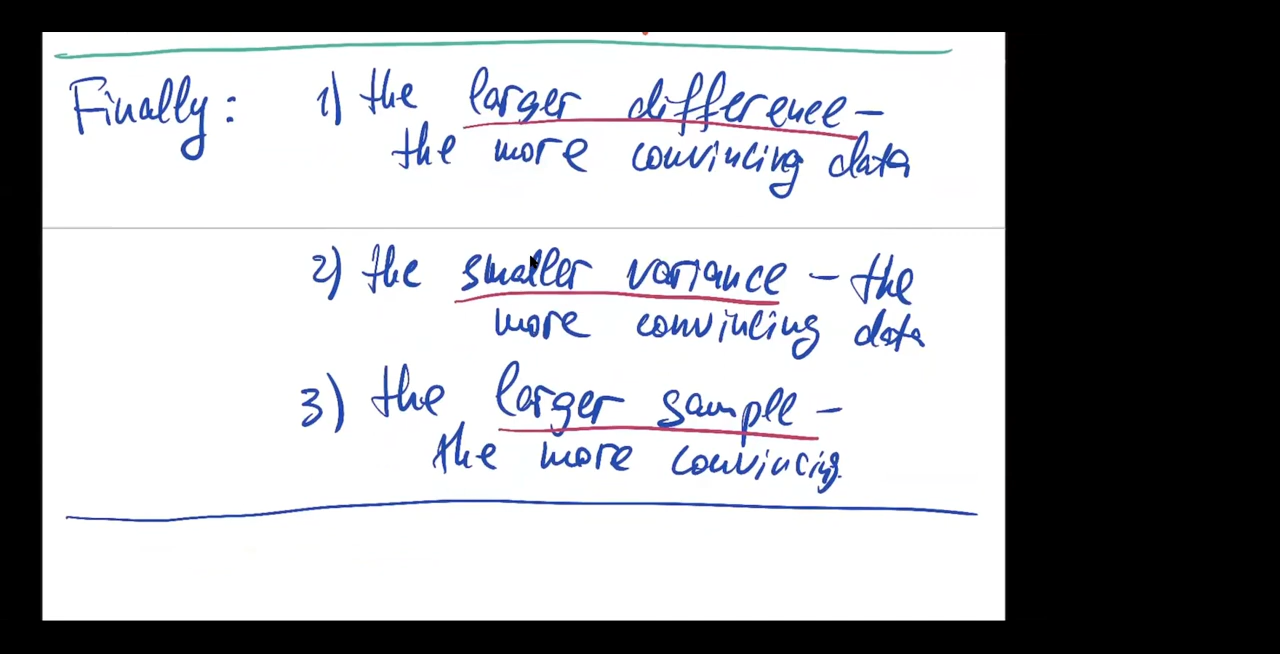 Finally: 1) the larger difference –
the more convincing data
2) the smaller variance – the
more convincing data
3) the larger sample –
the more convincing.